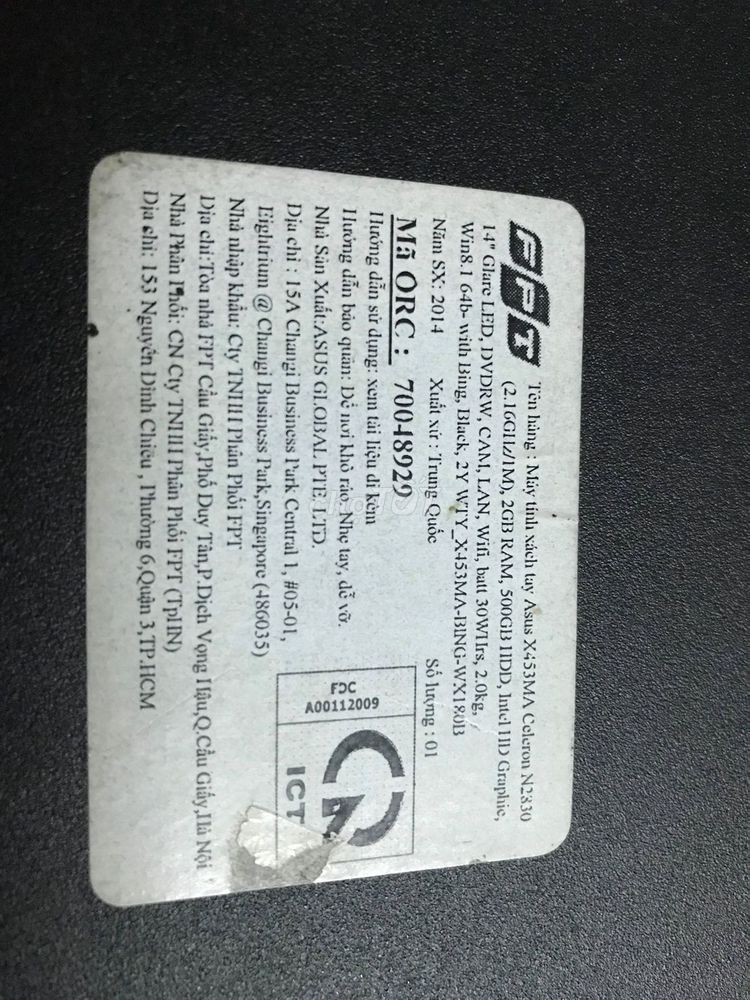 FPT
Tên hàng : Máy tính xách tay Asus X453MA Celeron N2830
(2.16GHz/1M), 2GB RAM, 500GB HDD, Intel HD Graphic,
14" Glare LED, DVDRW, CAM, LAN, Wifi, batt 30WHrs, 2.0kg,
Win8.1 64b- with Bing, Black, 2Y WTY_X453MA-BING-WX180B
Năm SX: 2014 Xuất xứ : Trung Quốc Số lượng : 01
Mã ORC : 70048929
Hướng dẫn sử dụng: xem tài liệu đi kèm
Hướng dẫn bảo quản: Để nơi khô ráo, Nhẹ tay, dễ vỡ.
Nhà Sản Xuất:ASUS GLOBAL PTE.LTD.
Địa chỉ : 15A Changi Business Park Central 1, #05-01,
Eightrium @ Changi Business Park,Singapore (486035)
Nhà nhập khẩu: Cty TNHH Phân Phối FPT
Địa chỉ:Tòa nhà FPT Cầu Giấy,Phố Duy Tân,P.Dịch Vọng Hậu,Q.Cầu Giấy,Hà Nội
Nhà Phân Phối: CN Cty TNHH Phân Phối FPT (TpHN)
Địa chỉ: 153 Nguyễn Đình Chiểu , Phường 6,Quận 3,TP.HCM
FDC
A00112009
ICT